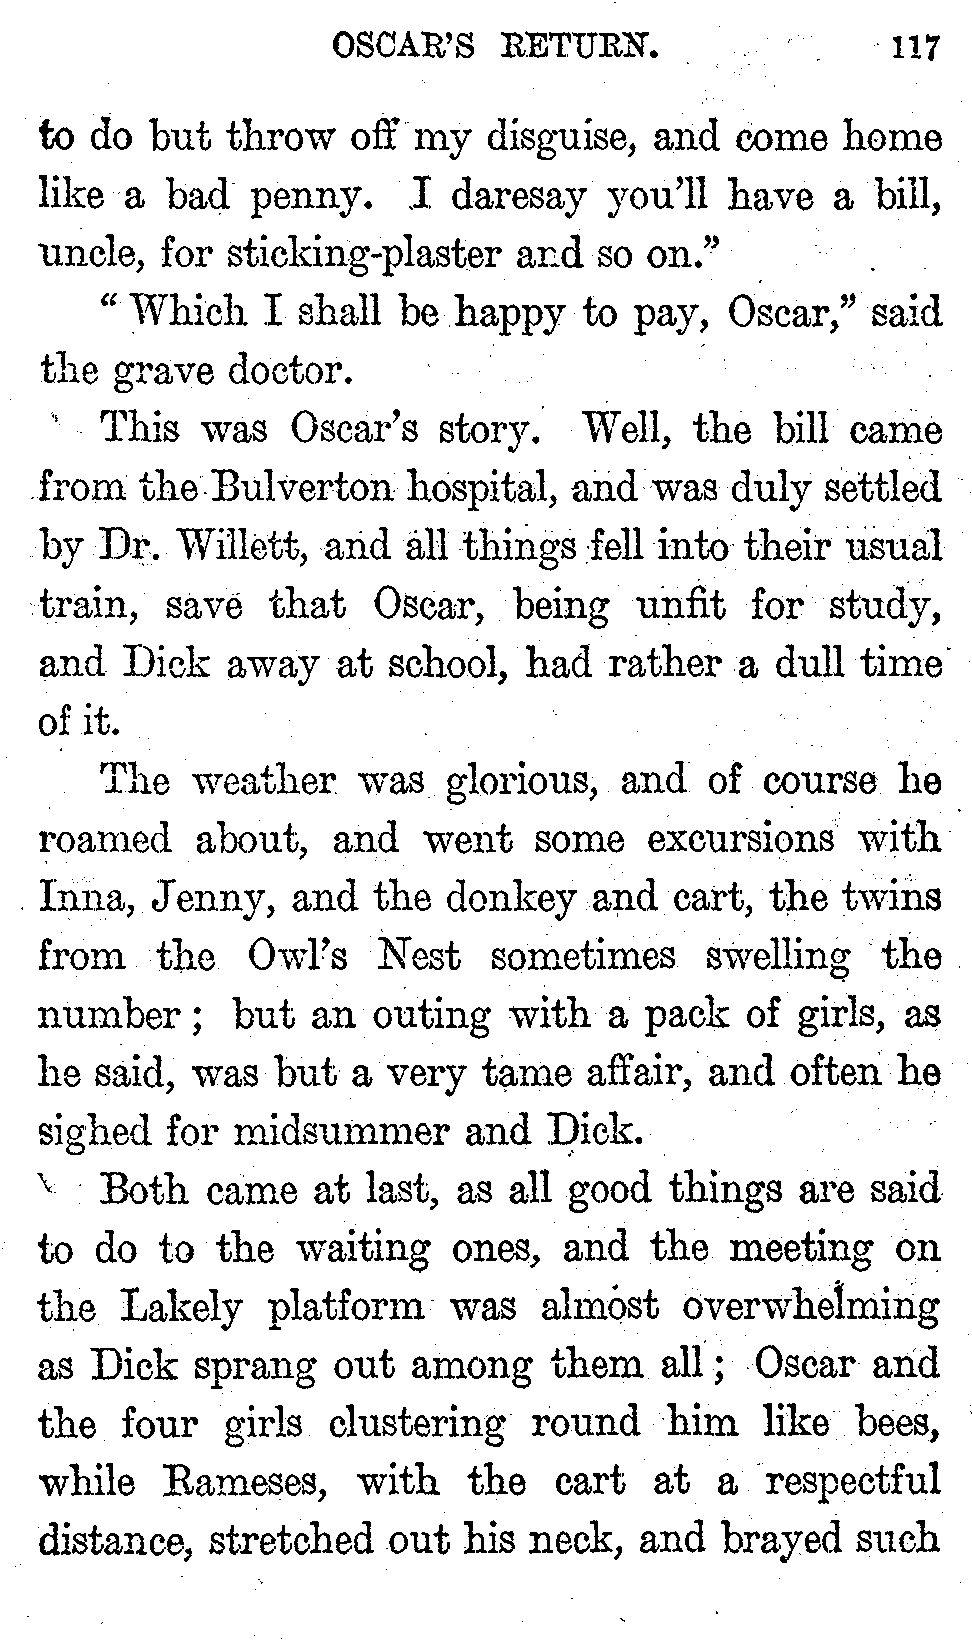 OSCAR'S RETURN. 117
to do but throw off my disguise, and come home
like a bad penny. I daresay you'll have a bill,
uncle, for sticking-plaster and so on."
"Which I shall be happy to pay, Oscar," said
the grave doctor.
This was Oscar's story. Well, the bill came
from the Bulverton hospital, and was duly settled
by Dr. Willett, and all things fell into their usual
train, save that Oscar, being unfit for study,
and Dick away at school, had rather a dull time
of it.
The weather was glorious, and of course he
roamed about, and went some excursions with
Inna, Jenny, and the donkey and cart, the twins
from the Owl's Nest sometimes swelling the
number; but an outing with a pack of girls, as
he said, was but a very tame affair, and often he
sighed for midsummer and Dick.
Both came at last, as all good things are said
to do to the waiting ones, and the meeting on
the Lakely platform was almost overwhelming
as Dick sprang out among them all; Oscar and
the four girls clustering round him like bees,
while Rameses, with the cart at a respectful
distance, stretched out his neck, and brayed such